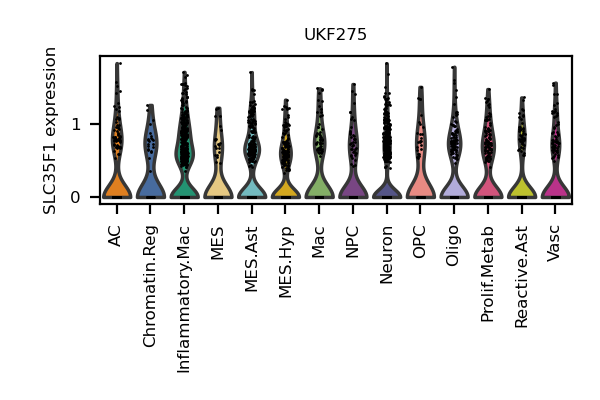 UKF275
SLC35F1 expression
1
0
AC
Chromatin.Reg
Inflammatory.Mac
MES
MES.Ast
MES.Hyp
Mac
NPC
Neuron
OPC
Oligo
Prolif.Metab
Reactive.Ast
Vasc